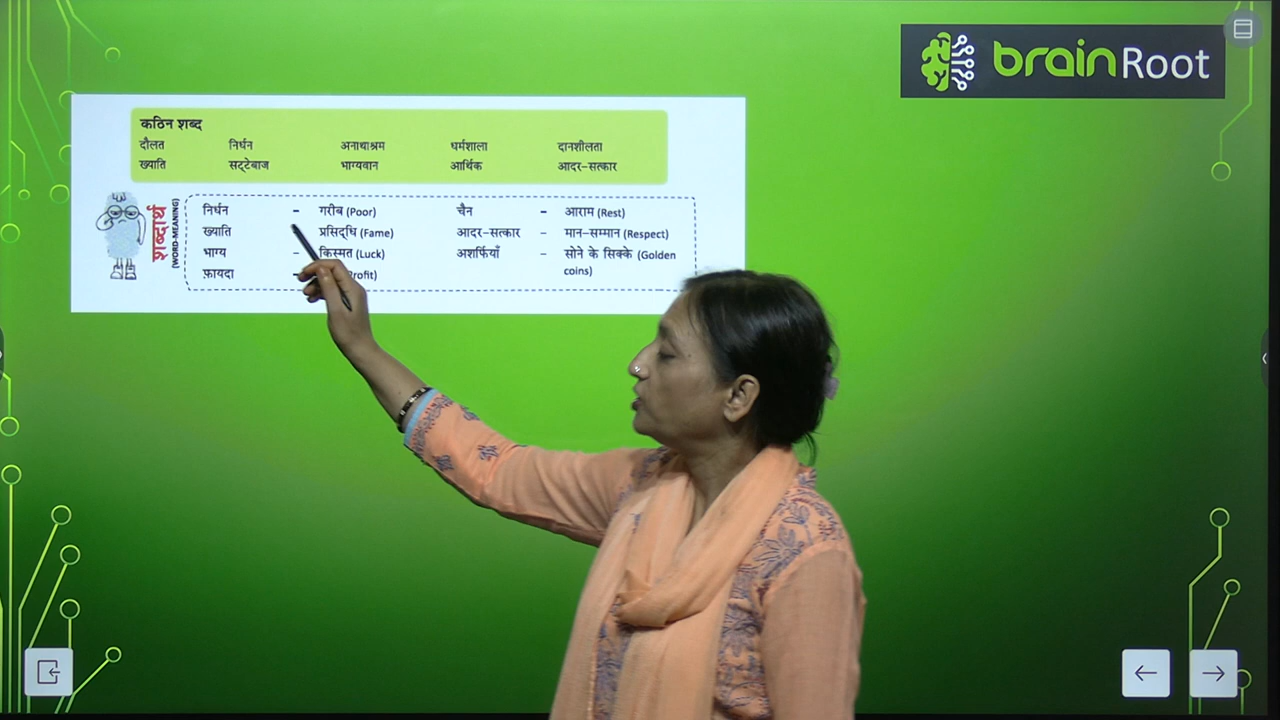 brainRoot
कठिन शब्द
दौलत निर्धन अनाथाश्रम धर्मशाला दानशीलता
ख्याति सट्टेबाज भाग्यवान आर्थिक आदर-सत्कार
शब्दार्थ
(WORD-MEANING)
निर्धन - गरीब (Poor) चैन - आराम (Rest)
ख्याति प्रसिद्धि (Fame) आदर-सत्कार - मान-सम्मान (Respect)
भाग्य - किस्मत (Luck) अशर्फियाँ - सोने के सिक्के (Golden
फ़ायदा - coins)